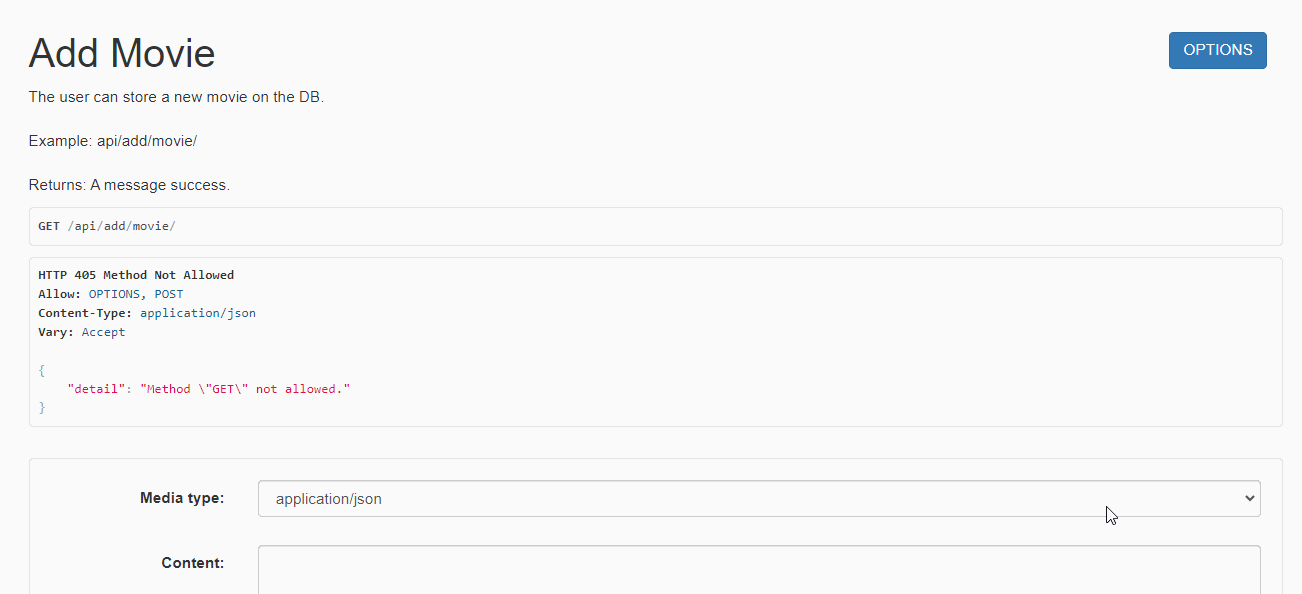 Add Movie
OPTIONS
The user can store a new movie on the DB.
Example: api/add/movie/
Returns: A message success.
GET /api/add/movie/
HTTP 405 Method Not Allowed
Allow: OPTIONS, POST
Content-Type: application/json
Vary: Accept
{
    "detail": "Method \"GET\" not allowed."
}
Media type:
application/json
Content: